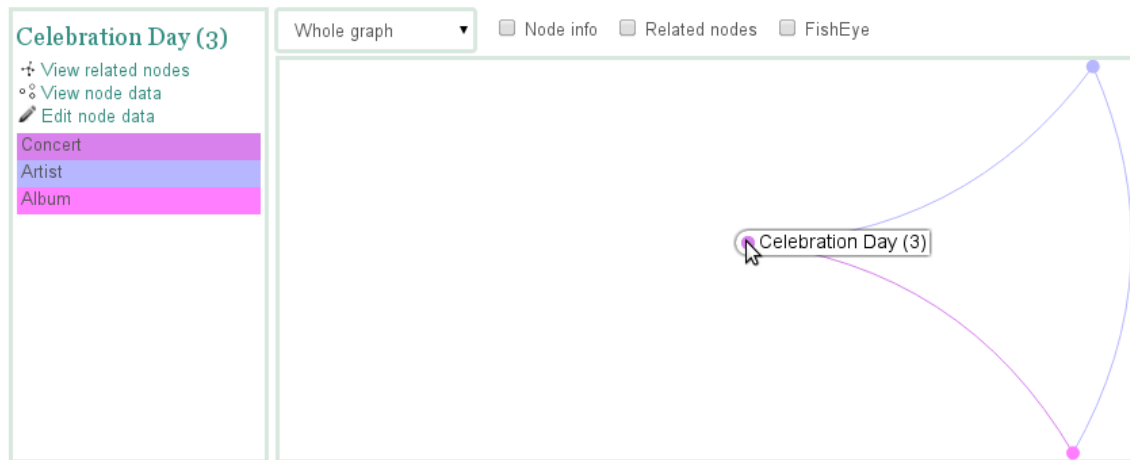 Celebration Day (3)
View related nodes
View node data
Edit node data
Concert
Artist
Album
Whole graph
Node info
Related nodes
FishEye
Celebration Day (3)